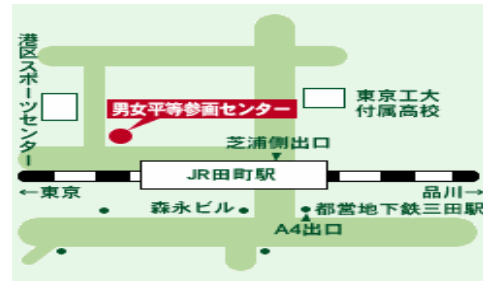 港区スポーツセンター
男女平等参画センター
東京工大
付属高校
芝浦側出口
JR田町駅
←東京
品川→
森永ビル
都営地下鉄三田駅
A4出口